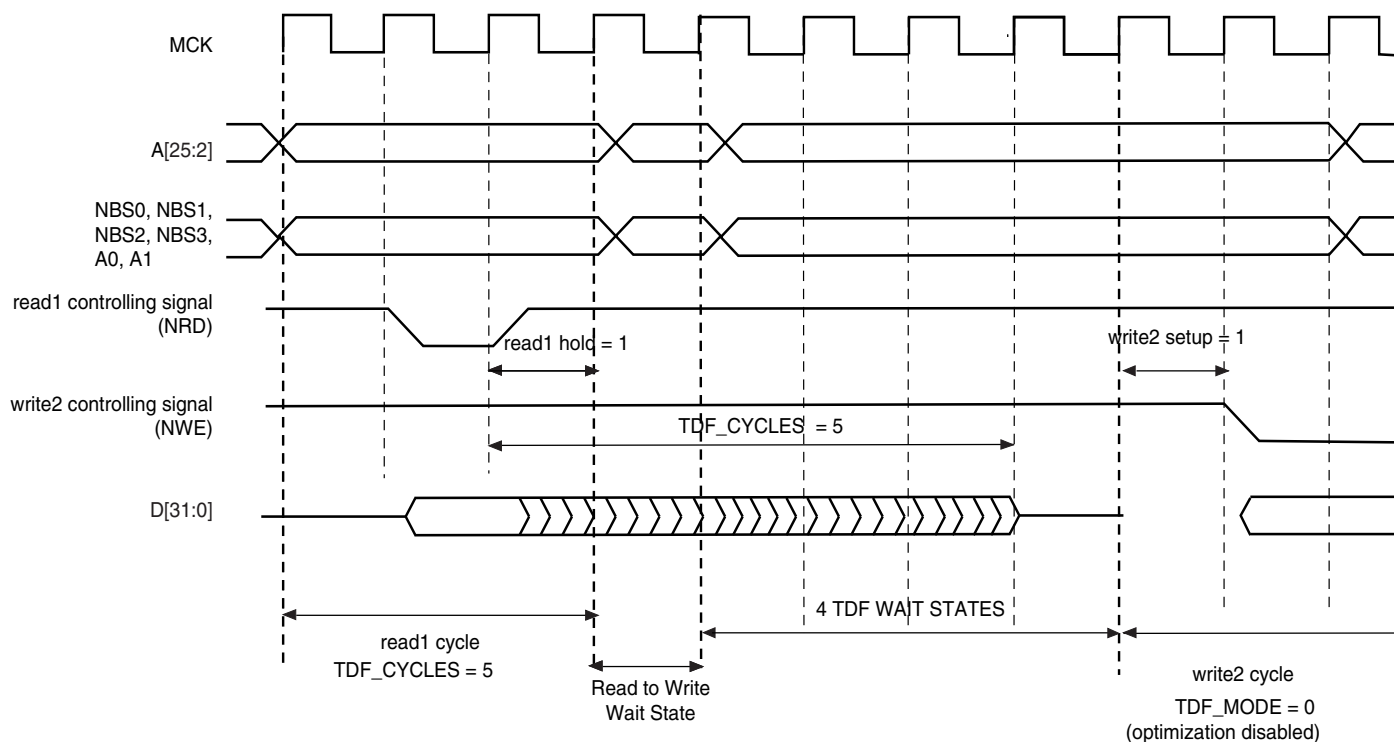 MCK
A[25:2]
NBS0, NBS1,
NBS2, NBS3,
A0, A1
read1 controlling signal
(NRD)
read1 hold = 1
write2 setup = 1
write2 controlling signal
(NWE)
TDF_CYCLES = 5
D[31:0]
4 TDF WAIT STATES
read1 cycle
TDF_CYCLES = 5
Read to Write
Wait State
write2 cycle
TDF_MODE = 0
(optimization disabled)